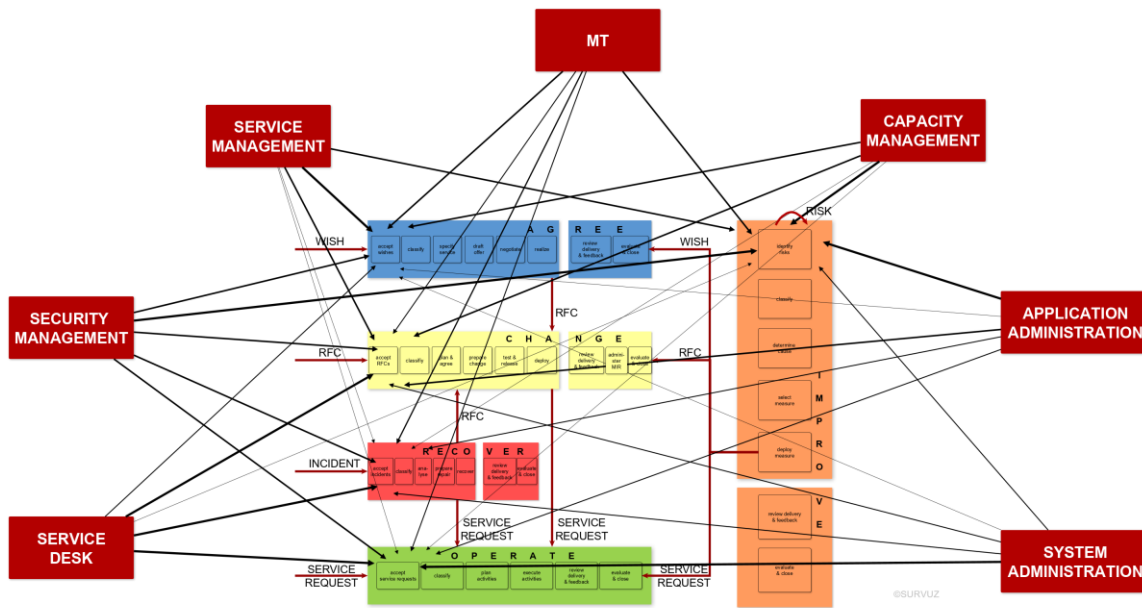 MT
SERVICE
MANAGEMENT
CAPACITY
MANAGEMENT
RISK
A G R E E
WISH
accept
wishes
classify
specify
service
draft
offer
negotiate
realize
review
delivery
& feedback
evaluate
& close
WISH
identify
risks
classify
determine
cause
select
measure
deploy
measure
I M P R O
V E
review delivery
& feedback
evaluate
& close
SECURITY
MANAGEMENT
APPLICATION
ADMINISTRATION
RFC
C H A N G E
RFC
accept
RFCs
classify
plan &
agree
prepare
change
test &
release
deploy
review
delivery
& feedback
adminis-
ter
MIR
evaluate
& close
RFC
RFC
R E C O V E R
INCIDENT
accept
incidents
classify
ana-
lyse
prepare
repair
recover
review
delivery
& feedback
evaluate
& close
SERVICE
REQUEST
SERVICE
REQUEST
SERVICE
DESK
SYSTEM
ADMINISTRATION
O P E R A T E
SERVICE
REQUEST
accept
service requests
classify
plan
activities
execute
activities
review
delivery
& feedback
evaluate
& close
SERVICE
REQUEST
©SURVUZ